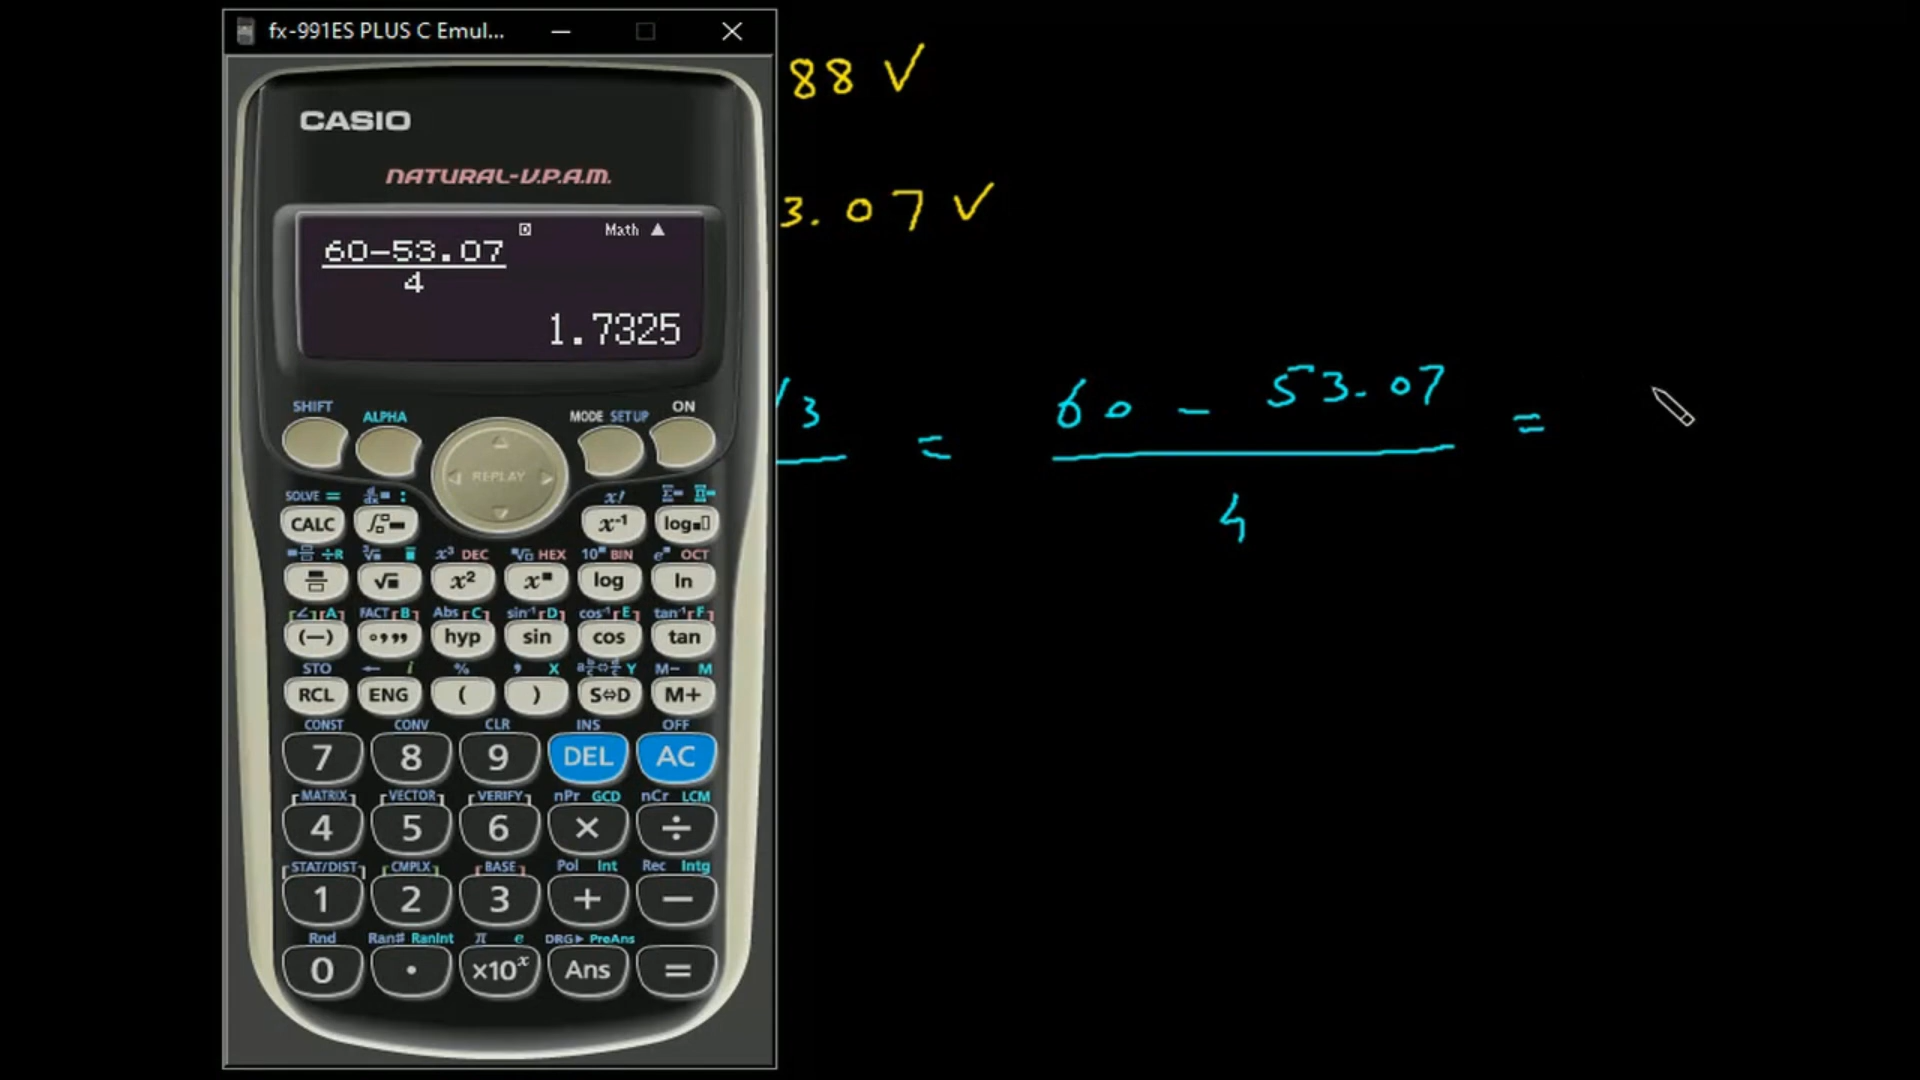 fx-991ES PLUS C Emul...
CASIO
NATURAL-V.P.A.M.
D Math ▲
60-53.07
4
1.7325
SHIFT ALPHA MODE SETUP ON
REPLAY
SOLVE = d/dx : x! Σ Π
CALC ∫ x⁻¹ log
÷R ³√ x³ DEC ˣ√ HEX 10 BIN e OCT
√ x² x log ln
∠ A FACT B Abs C sin⁻¹ D cos⁻¹ E tan⁻¹ F
(−) °,,, hyp sin cos tan
STO ← i % , X a b/c⇔d/c Y M− M
RCL ENG ( ) S⇔D M+
CONST CONV CLR INS OFF
7 8 9 DEL AC
MATRIX VECTOR VERIFY nPr GCD nCr LCM
4 5 6 × ÷
STAT/DIST CMPLX BASE Pol Int Rec Intg
1 2 3 + −
Rnd Ran# RanInt π e DRG▶ PreAns
0 • ×10ˣ Ans =
88 V
3.07 V
3 = 60 - 53.07 =
4